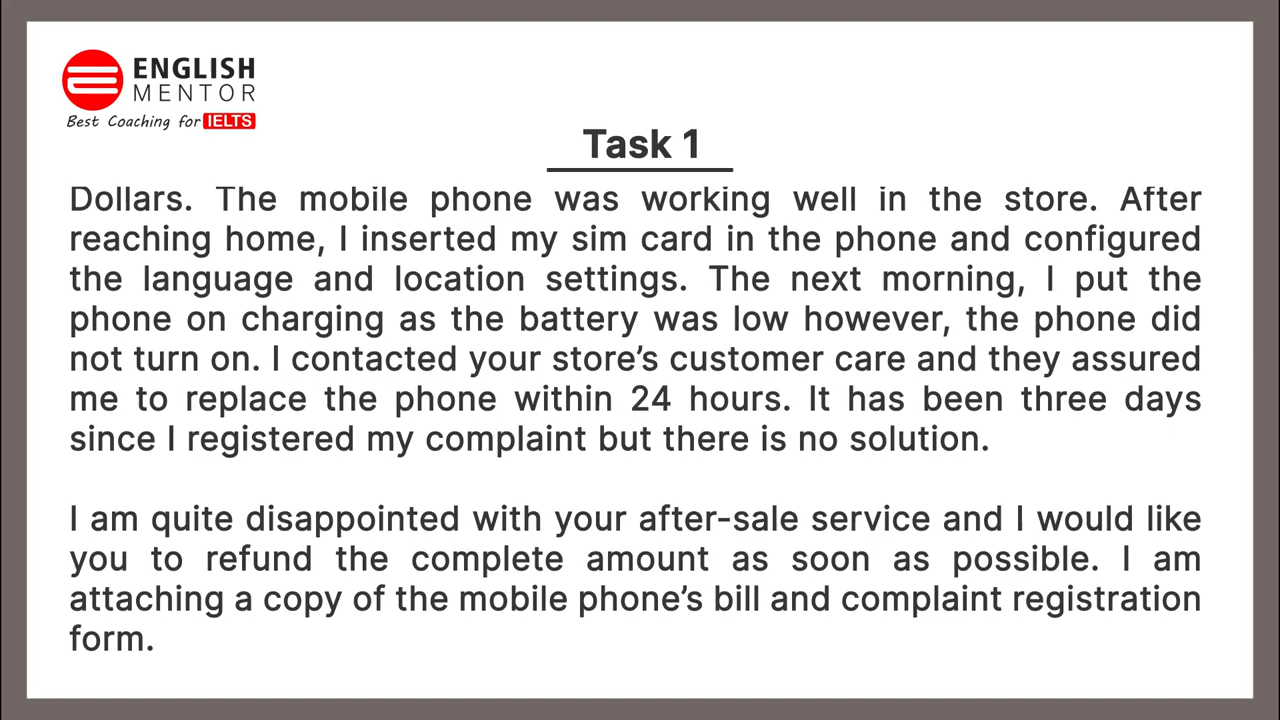 ENGLISH
MENTOR
Best Coaching for IELTS
Task 1
Dollars. The mobile phone was working well in the store. After
reaching home, I inserted my sim card in the phone and configured
the language and location settings. The next morning, I put the
phone on charging as the battery was low however, the phone did
not turn on. I contacted your store’s customer care and they assured
me to replace the phone within 24 hours. It has been three days
since I registered my complaint but there is no solution.
I am quite disappointed with your after-sale service and I would like
you to refund the complete amount as soon as possible. I am
attaching a copy of the mobile phone’s bill and complaint registration
form.